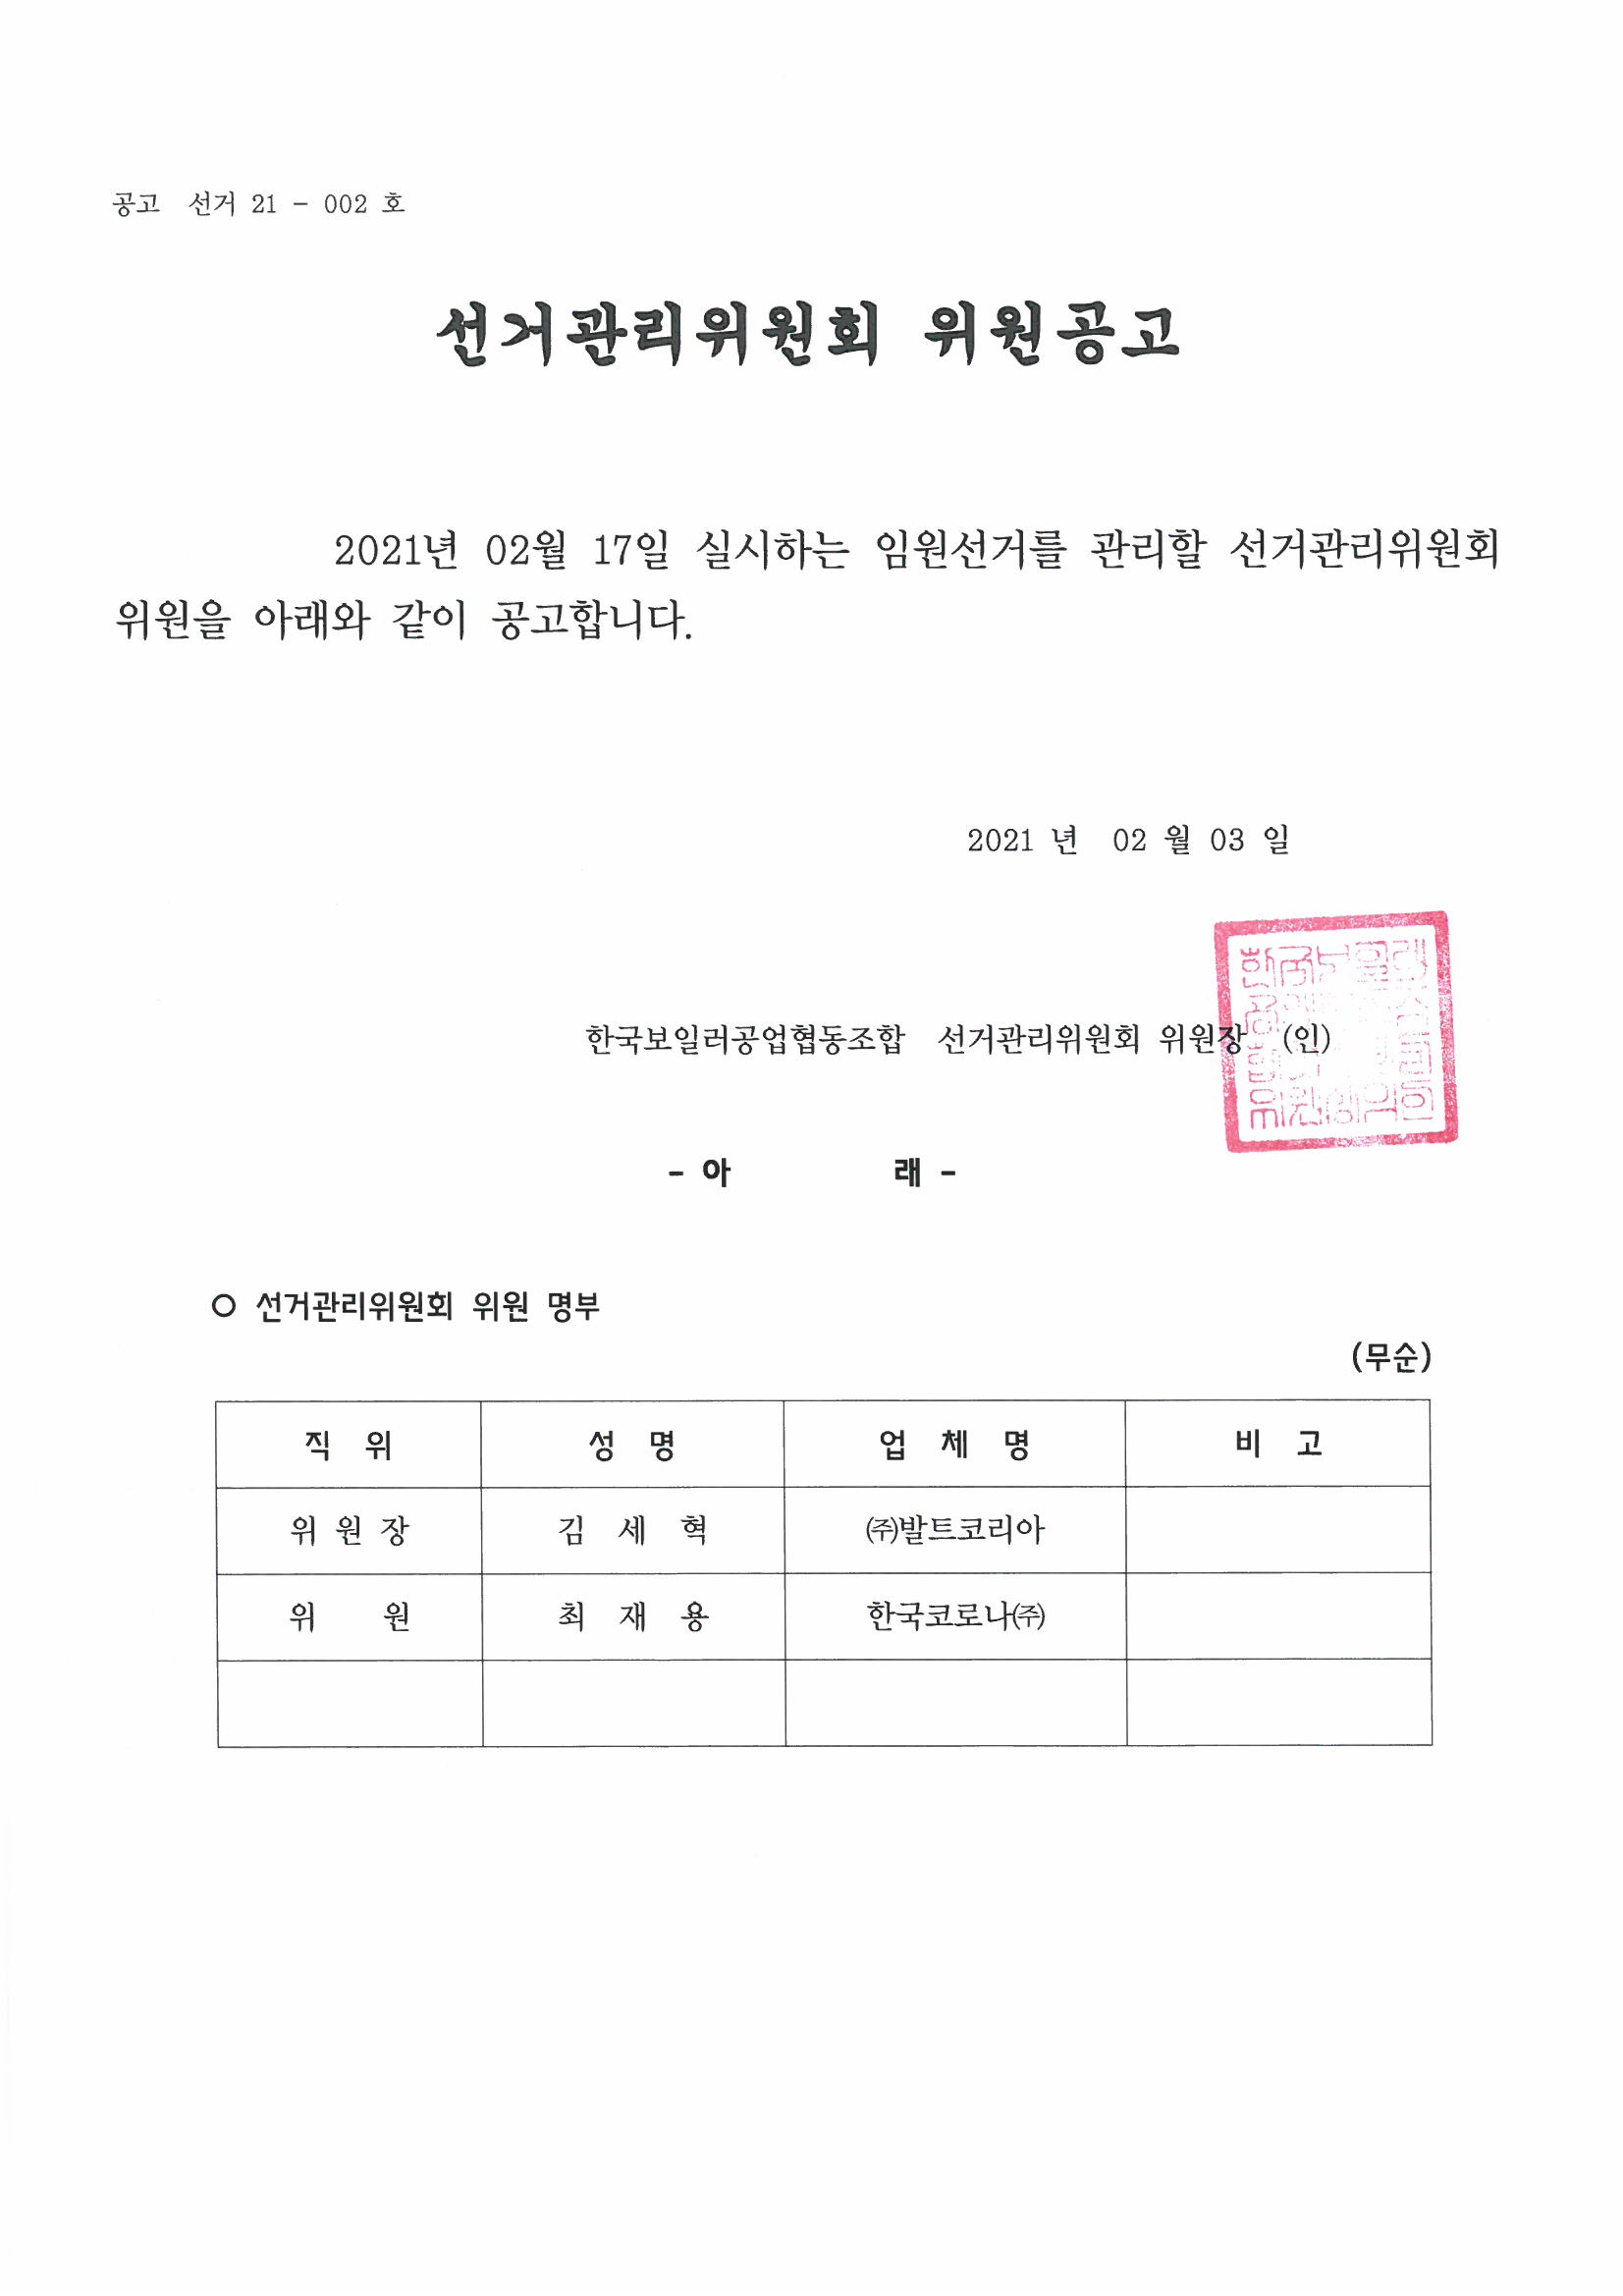 공고 선거 21 - 002 호
선거관리위원회 위원공고
2021년 02월 17일 실시하는 임원선거를 관리할 선거관리위원회
위원을 아래와 같이 공고합니다.
2021 년 02 월 03 일
한국보일러공업협동조합 선거관리위원회 위원장 (인)
- 아 래 -
○ 선거관리위원회 위원 명부
(무순)
직 위 성 명 업 체 명 비 고
위 원 장 김 세 혁 ㈜발트코리아
위 원 최 재 용 한국코로나㈜